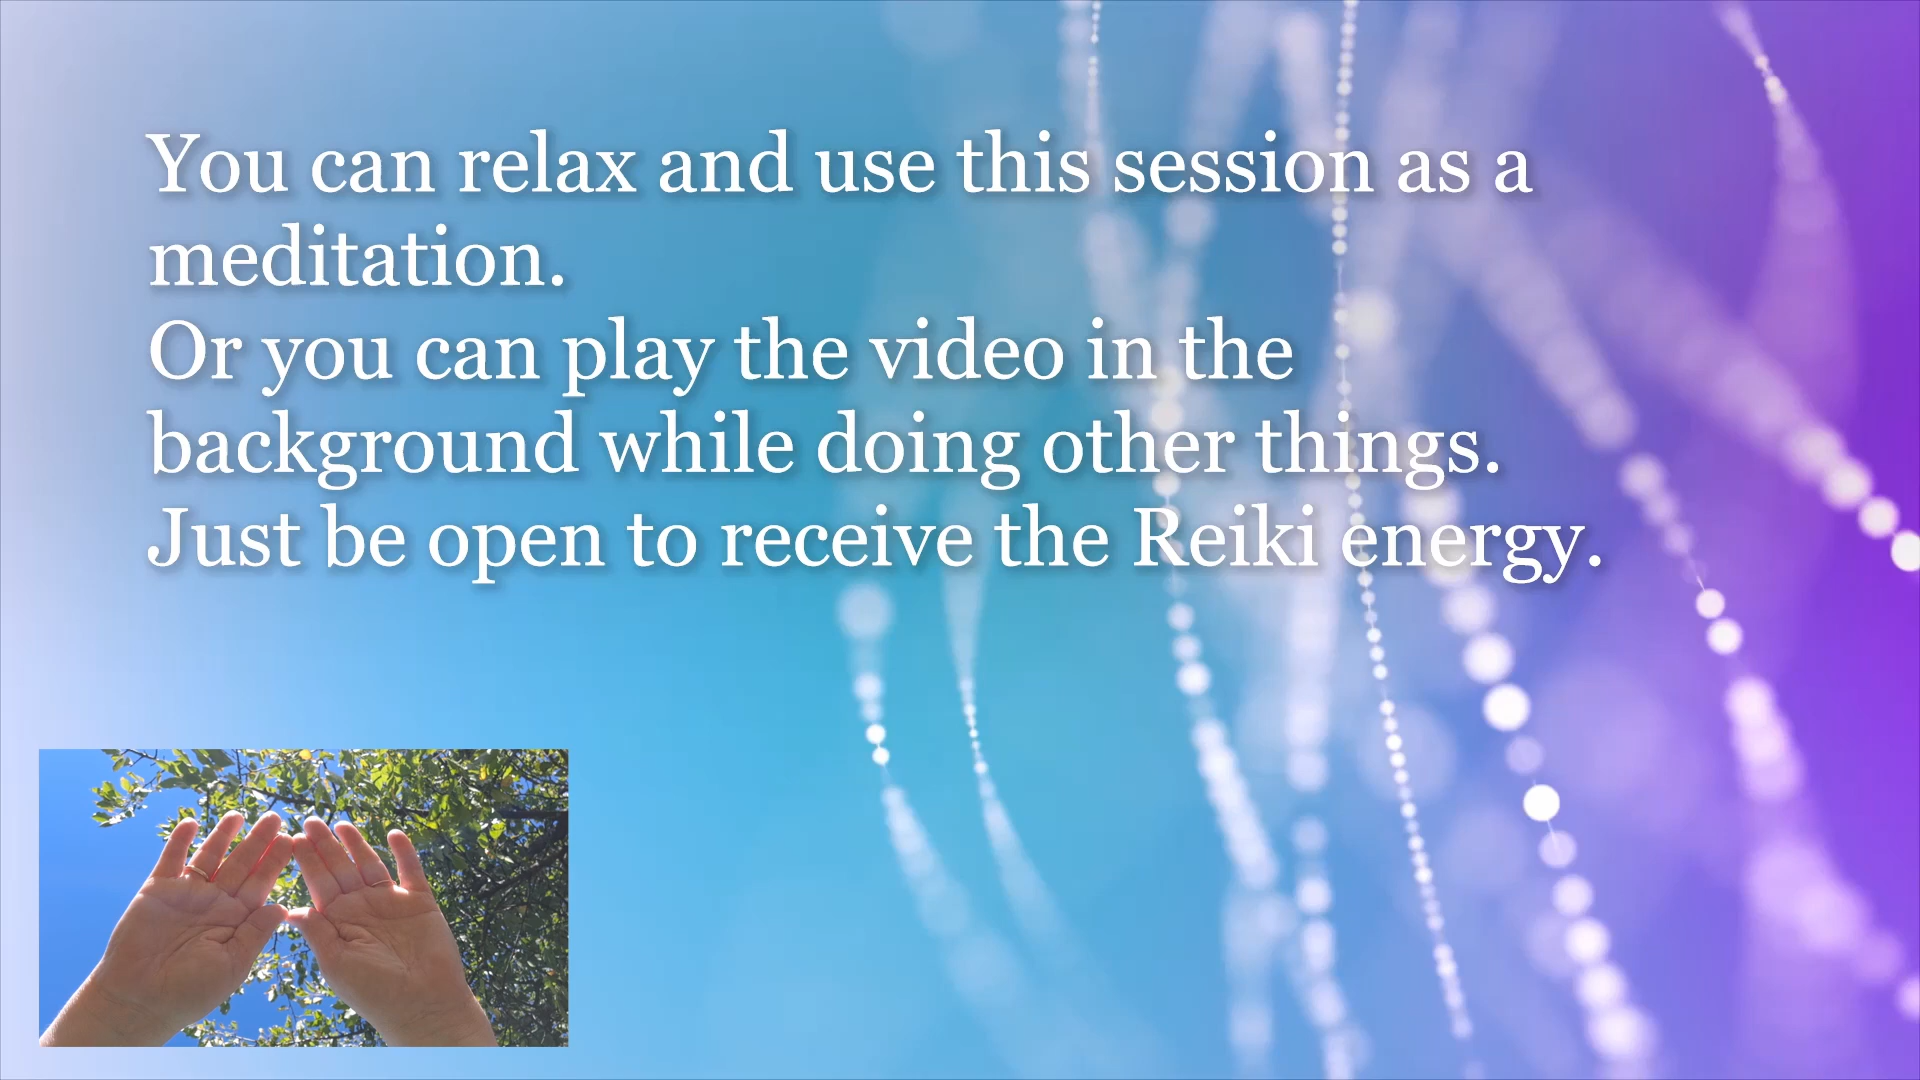 You can relax and use this session as a
meditation.
Or you can play the video in the
background while doing other things.
Just be open to receive the Reiki energy.